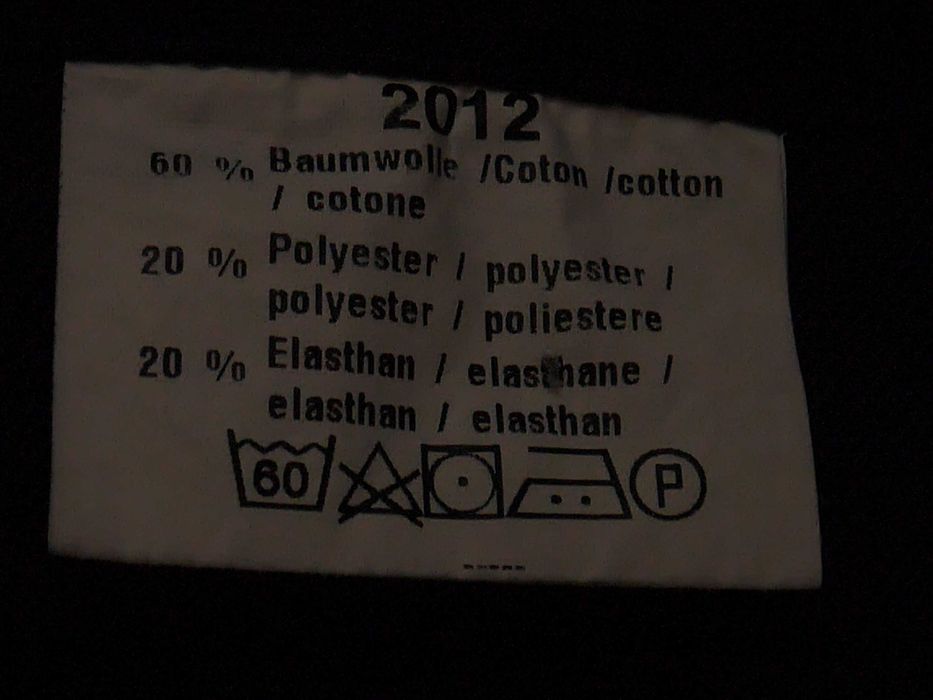 2012
60 % Baumwolle /Coton /cotton
/ cotone
20 % Polyester / polyester /
polyester / poliestere
20 % Elasthan / elasthane /
elasthan / elasthan
60 P